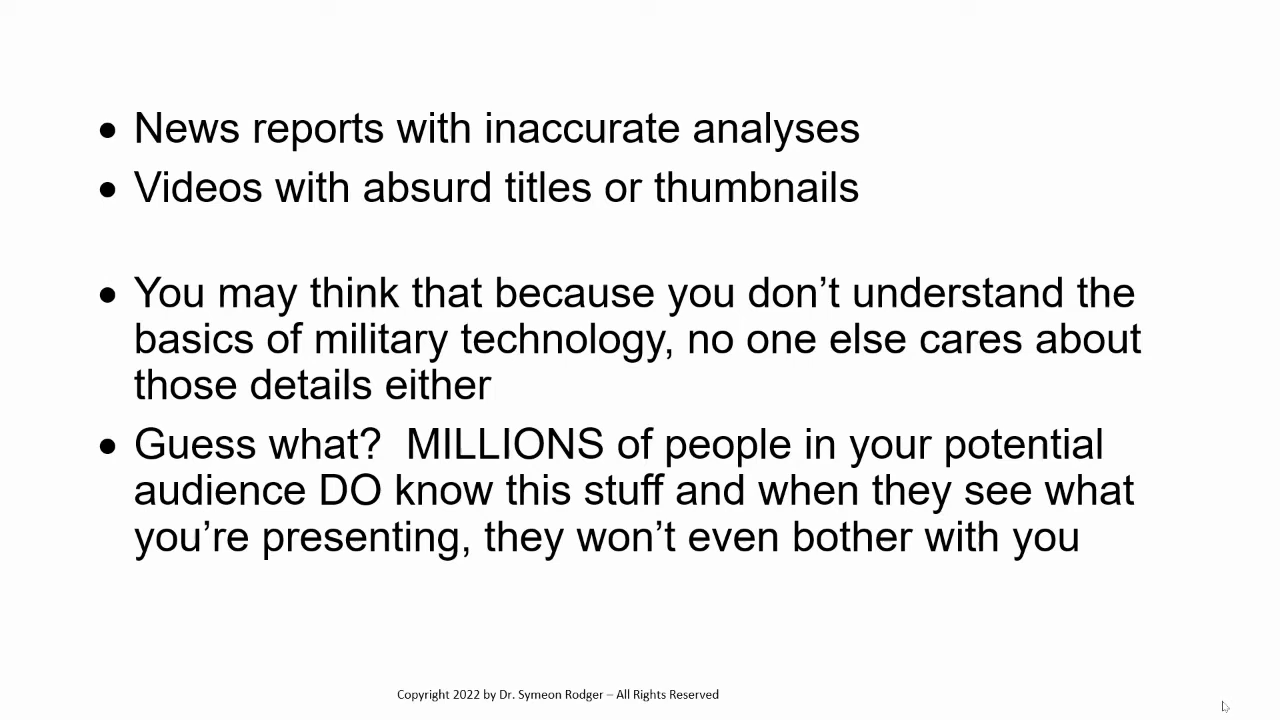 • News reports with inaccurate analyses
• Videos with absurd titles or thumbnails
• You may think that because you don’t understand the
basics of military technology, no one else cares about
those details either
• Guess what?  MILLIONS of people in your potential
audience DO know this stuff and when they see what
you’re presenting, they won’t even bother with you
Copyright 2022 by Dr. Symeon Rodger – All Rights Reserved